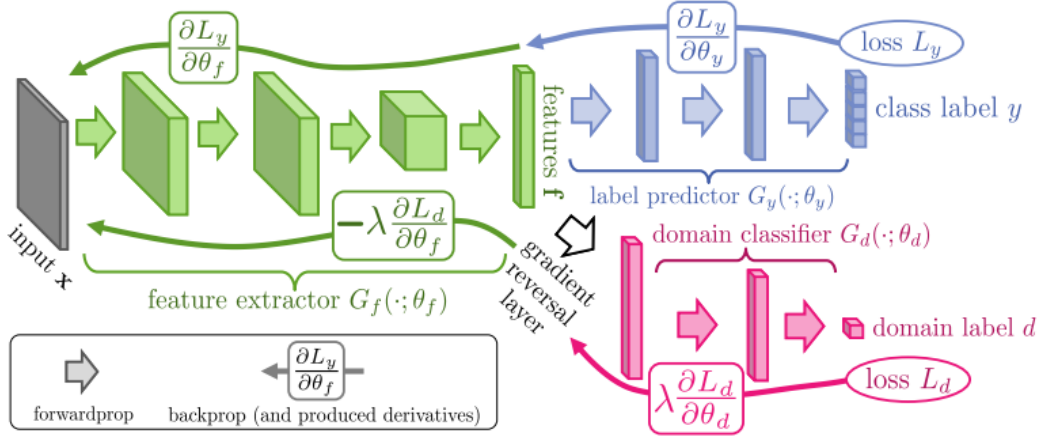 ∂L_y/∂θ_f
∂L_y/∂θ_y
loss L_y
features f
class label y
input x
label predictor G_y(·; θ_y)
−λ ∂L_d/∂θ_f
domain classifier G_d(·; θ_d)
feature extractor G_f(·; θ_f)
gradient
reversal
layer
domain label d
∂L_y/∂θ_f
forwardprop
backprop (and produced derivatives)
λ ∂L_d/∂θ_d
loss L_d